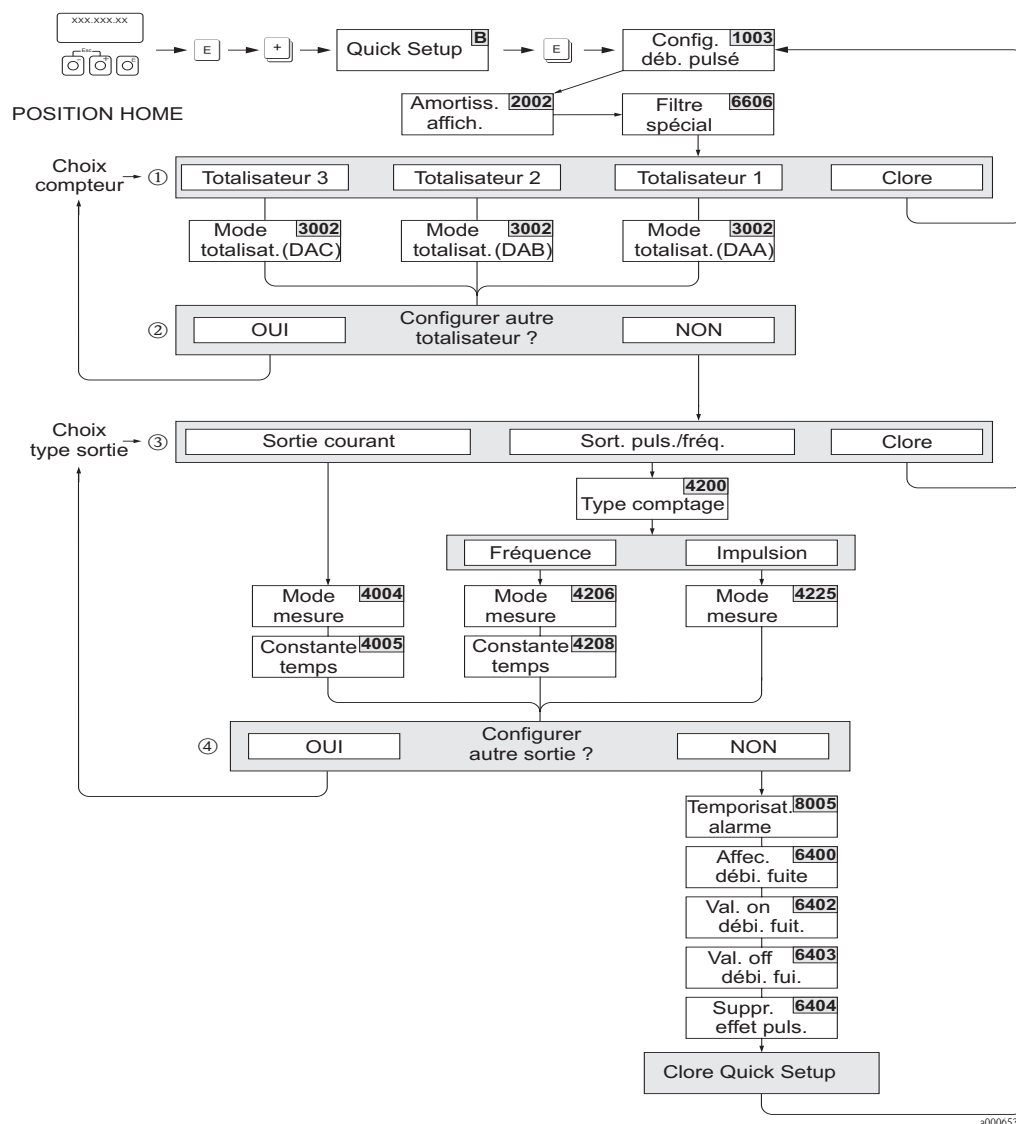 xxx.xxx.xx
Esc
- + E
E
+
Quick Setup B
E
Config. 1003
déb. pulsé
POSITION HOME
Amortiss. 2002
affich.
Filtre 6606
spécial
Choix
compteur
①
Totalisateur 3
Totalisateur 2
Totalisateur 1
Clore
Mode 3002
totalisat. (DAC)
Mode 3002
totalisat. (DAB)
Mode 3002
totalisat. (DAA)
②
OUI
Configurer autre
totalisateur ?
NON
Choix
type sortie
③
Sortie courant
Sort. puls./fréq.
Clore
4200
Type comptage
Fréquence
Impulsion
Mode 4004
mesure
Mode 4206
mesure
Mode 4225
mesure
Constante 4005
temps
Constante 4208
temps
④
OUI
Configurer
autre sortie ?
NON
Temporisat. 8005
alarme
Affec. 6400
débi. fuite
Val. on 6402
débi. fuit.
Val. off 6403
débi. fui.
Suppr. 6404
effet puls.
Clore Quick Setup
a000653